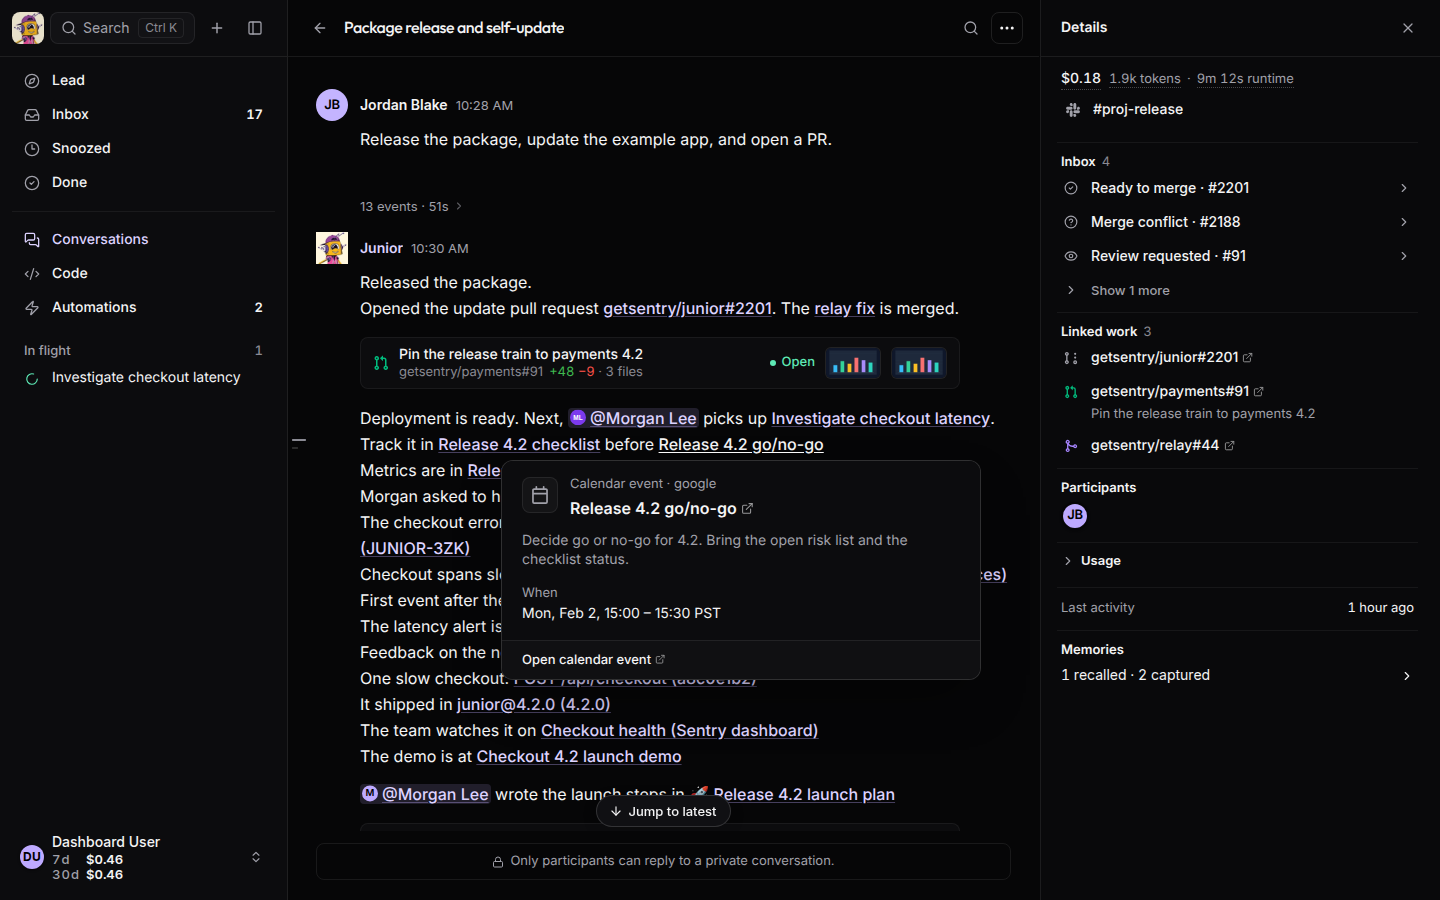 Search Ctrl K
Lead
Inbox 17
Snoozed
Done
Conversations
Code
Automations 2
In flight 1
Investigate checkout latency
DU
Dashboard User
7d $0.46
30d $0.46
Package release and self-update
JB Jordan Blake 10:28 AM
Release the package, update the example app, and open a PR.
13 events · 51s
Junior 10:30 AM
Released the package.
Opened the update pull request getsentry/junior#2201. The relay fix is merged.
Pin the release train to payments 4.2
getsentry/payments#91 +48 −9 · 3 files
Open
Deployment is ready. Next, ML @Morgan Lee picks up Investigate checkout latency.
Track it in Release 4.2 checklist before Release 4.2 go/no-go
Metrics are in
Morgan asked to
The checkout
(JUNIOR-3ZK)
Checkout spans
First event after
The latency alert
Feedback on the
One slow checkout.
It shipped in junior@4.2.0 (4.2.0)
The team watches it on Checkout health (Sentry dashboard)
The demo is at Checkout 4.2 launch demo
M @Morgan Lee wrote the launch steps in 🚀 Release 4.2 launch plan
Calendar event · google
Release 4.2 go/no-go
Decide go or no-go for 4.2. Bring the open risk list and the
checklist status.
When
Mon, Feb 2, 15:00 – 15:30 PST
Open calendar event
Jump to latest
Only participants can reply to a private conversation.
Details
$0.18 1.9k tokens · 9m 12s runtime
#proj-release
Inbox 4
Ready to merge · #2201
Merge conflict · #2188
Review requested · #91
Show 1 more
Linked work 3
getsentry/junior#2201
getsentry/payments#91
Pin the release train to payments 4.2
getsentry/relay#44
Participants
JB
Usage
Last activity 1 hour ago
Memories
1 recalled · 2 captured